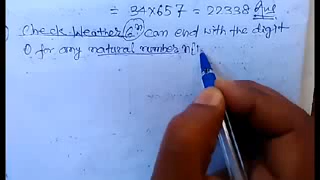 = 34×657 = 22338 Ans
Check Weather 6ⁿ can end with the digit
0 for any natural number n